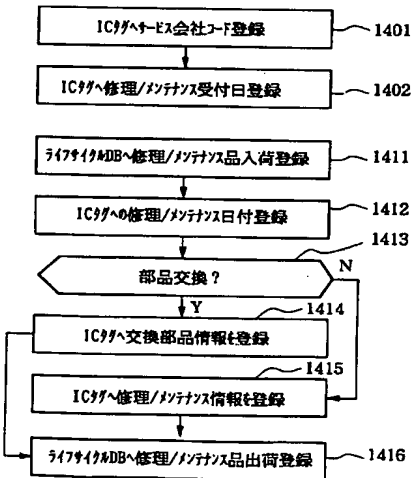 ICﾀｸﾞへサービス会社ｺｰﾄﾞ登録
1401
ICﾀｸﾞへ修理/ﾒﾝﾃﾅﾝｽ受付日登録
1402
ﾗｲﾌｻｲｸﾙDBへ修理/ﾒﾝﾃﾅﾝｽ品入荷登録
1411
ICﾀｸﾞへの修理/ﾒﾝﾃﾅﾝｽ日付登録
1412
1413
部品交換？
N
Y
1414
ICﾀｸﾞへ交換部品情報を登録
1415
ICﾀｸﾞへ修理/ﾒﾝﾃﾅﾝｽ情報を登録
ﾗｲﾌｻｲｸﾙDBへ修理/ﾒﾝﾃﾅﾝｽ品出荷登録
1416